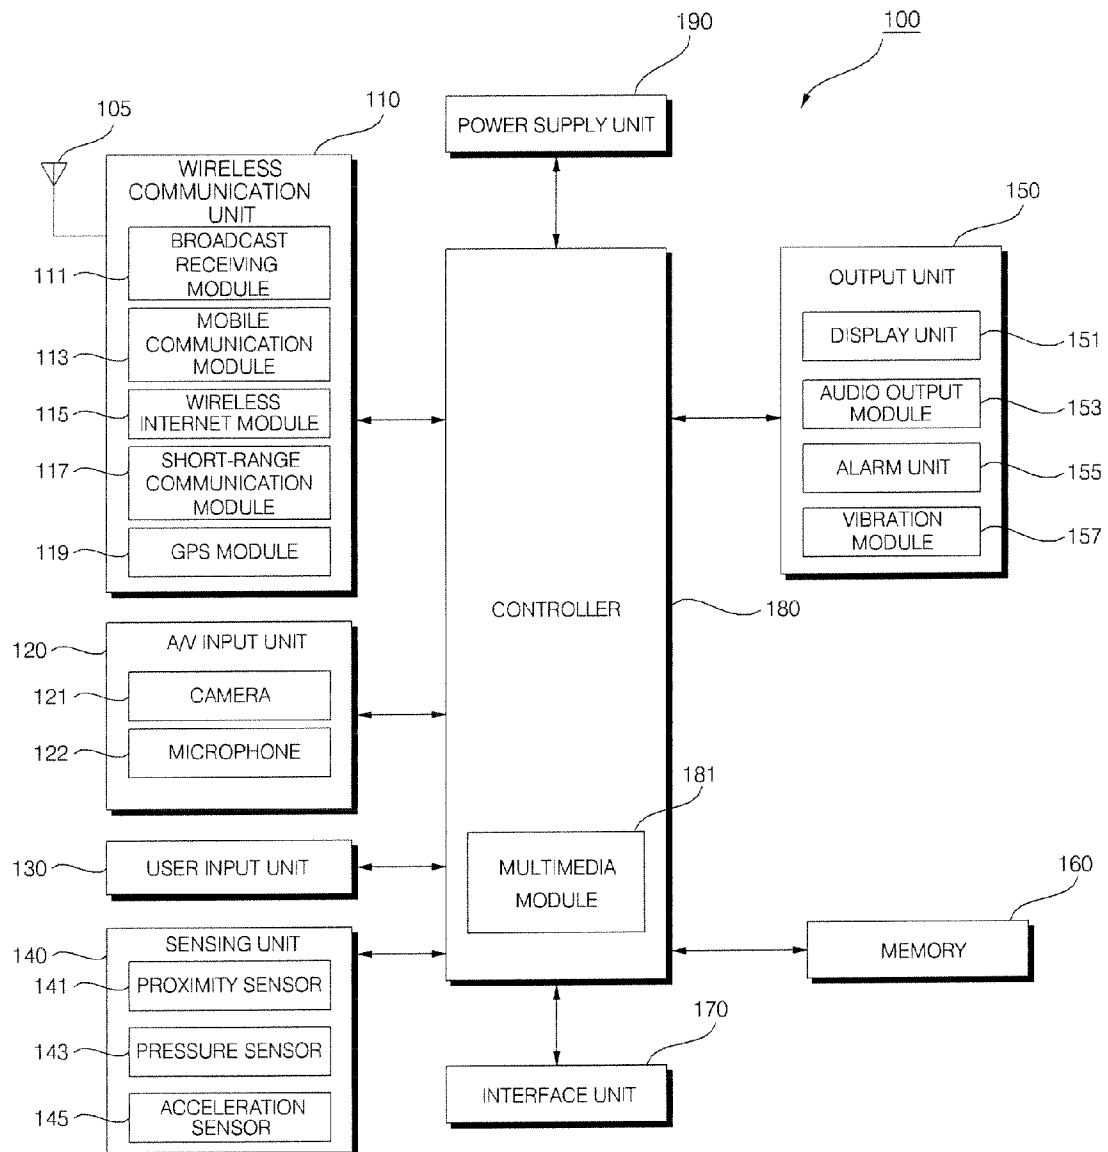 190
100
105
110
POWER SUPPLY UNIT
WIRELESS
COMMUNICATION
UNIT
150
BROADCAST
RECEIVING
MODULE
111
OUTPUT UNIT
MOBILE
COMMUNICATION
MODULE
113
DISPLAY UNIT
151
WIRELESS
INTERNET MODULE
115
AUDIO OUTPUT
MODULE
153
SHORT-RANGE
COMMUNICATION
MODULE
117
ALARM UNIT
155
GPS MODULE
119
VIBRATION
MODULE
157
CONTROLLER
180
120
A/V INPUT UNIT
121
CAMERA
122
MICROPHONE
181
MULTIMEDIA
MODULE
130
USER INPUT UNIT
160
MEMORY
140
SENSING UNIT
141
PROXIMITY SENSOR
143
PRESSURE SENSOR
145
ACCELERATION
SENSOR
170
INTERFACE UNIT